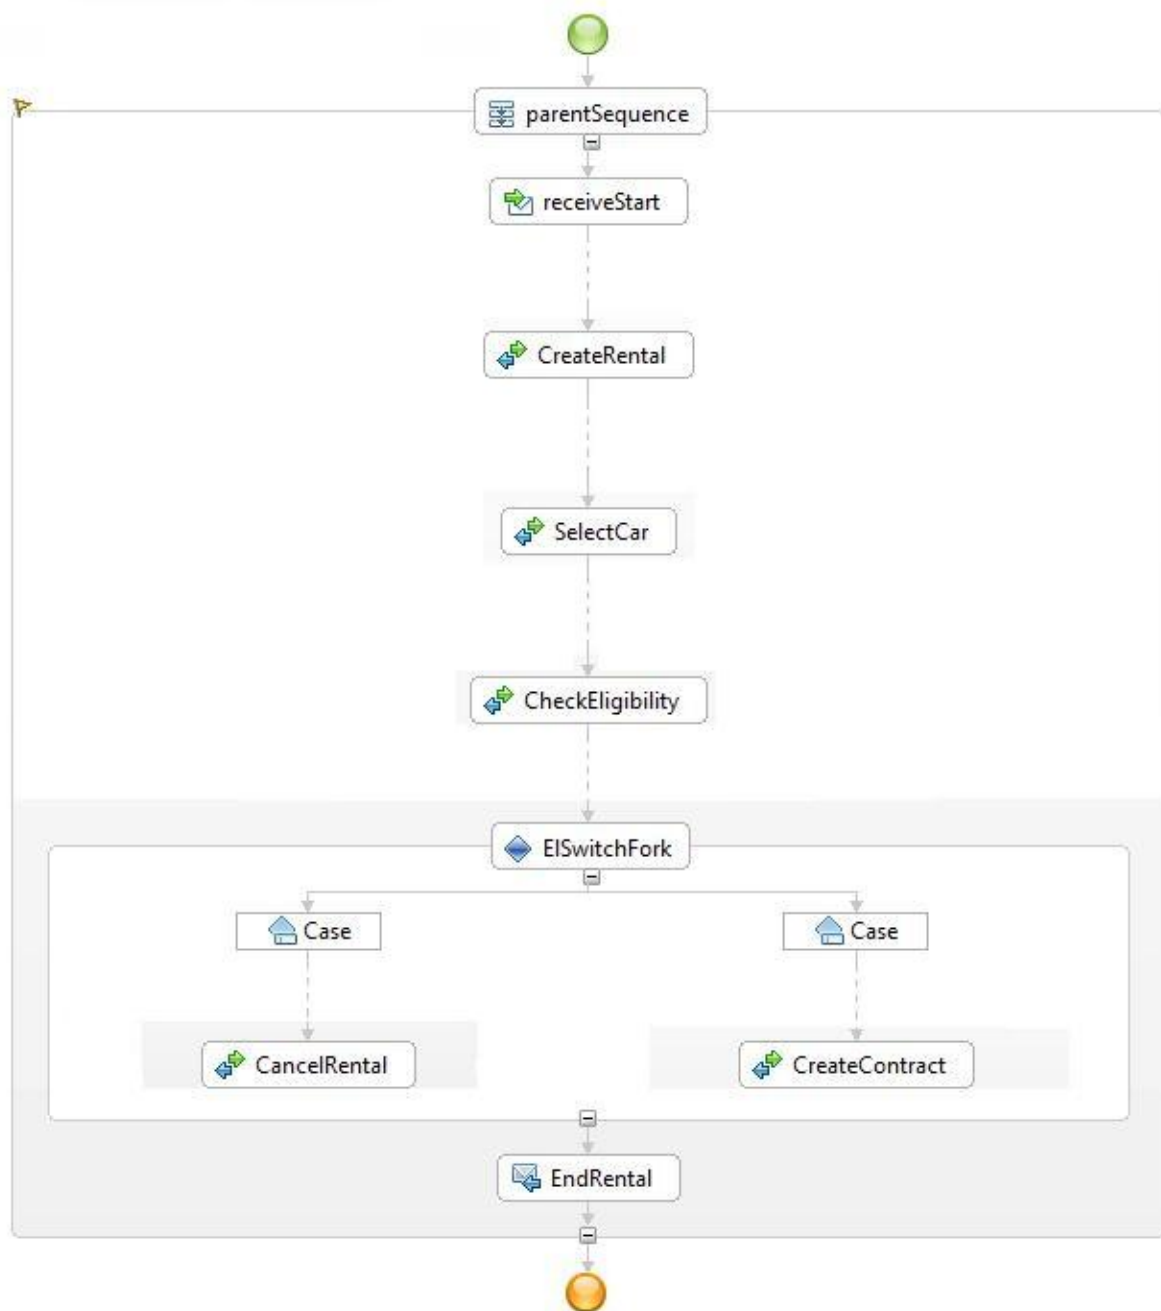 parentSequence
receiveStart
CreateRental
SelectCar
CheckEligibility
ElSwitchFork
Case
Case
CancelRental
CreateContract
EndRental